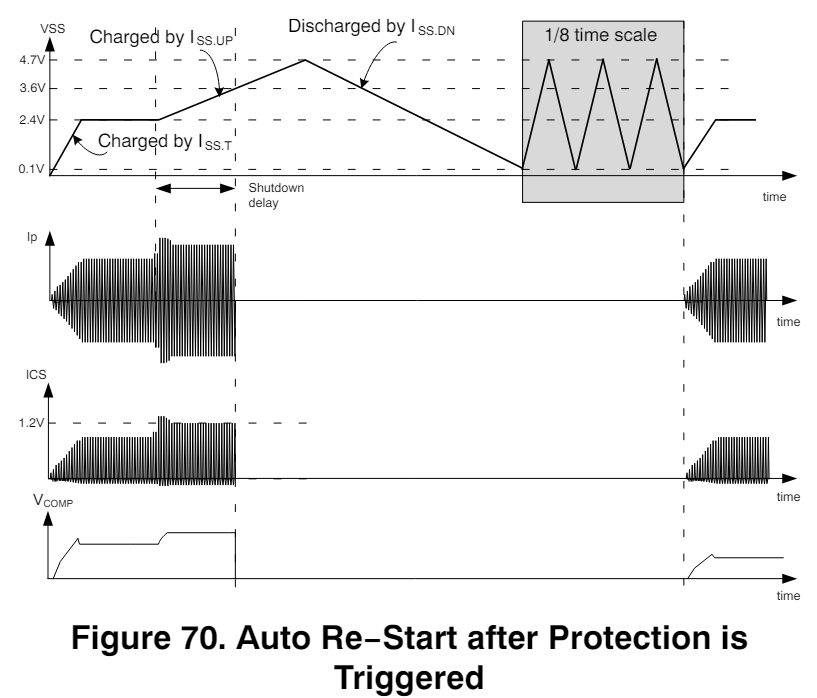 VSS
Charged by ISS.UP
Discharged by ISS.DN
1/8 time scale
4.7V
3.6V
2.4V
Charged by ISS.T
0.1V
Shutdown
delay
time
Ip
time
ICS
1.2V
time
VCOMP
time
Figure 70. Auto Re−Start after Protection is
Triggered